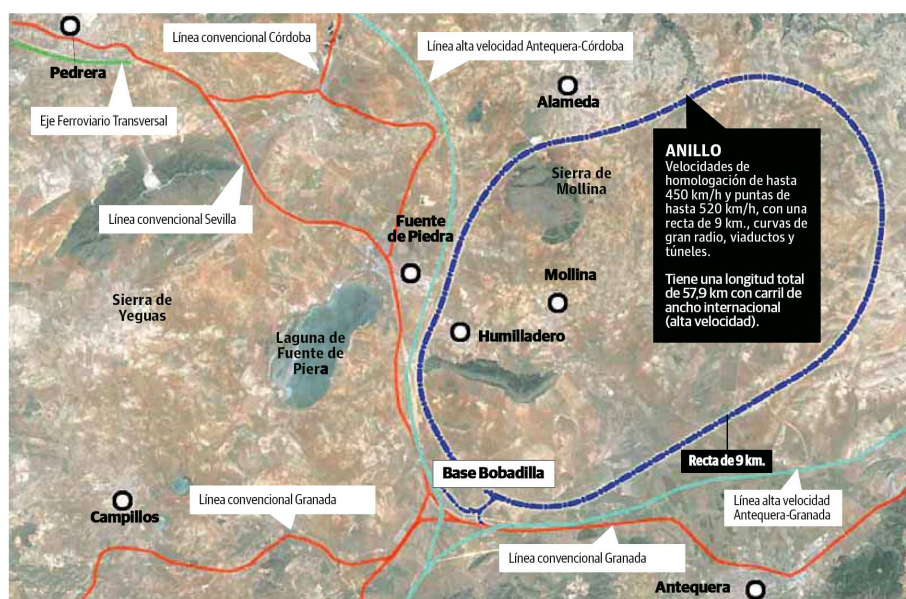 Línea convencional Córdoba
Línea alta velocidad Antequera-Córdoba
Pedrera
Alameda
Eje Ferroviario Transversal
ANILLO
Velocidades de
homologación de hasta
450 km/h y puntas de
hasta 520 km/h, con una
recta de 9 km., curvas de
gran radio, viaductos y
túneles.
Tiene una longitud total
de 57,9 km con carril de
ancho internacional
(alta velocidad).
Sierra de
Mollina
Línea convencional Sevilla
Fuente
de Piedra
Mollina
Sierra de
Yeguas
Humilladero
Laguna de
Fuente de
Piera
Recta de 9 km.
Base Bobadilla
Línea convencional Granada
Línea alta velocidad
Antequera-Granada
Campillos
Línea convencional Granada
Antequera